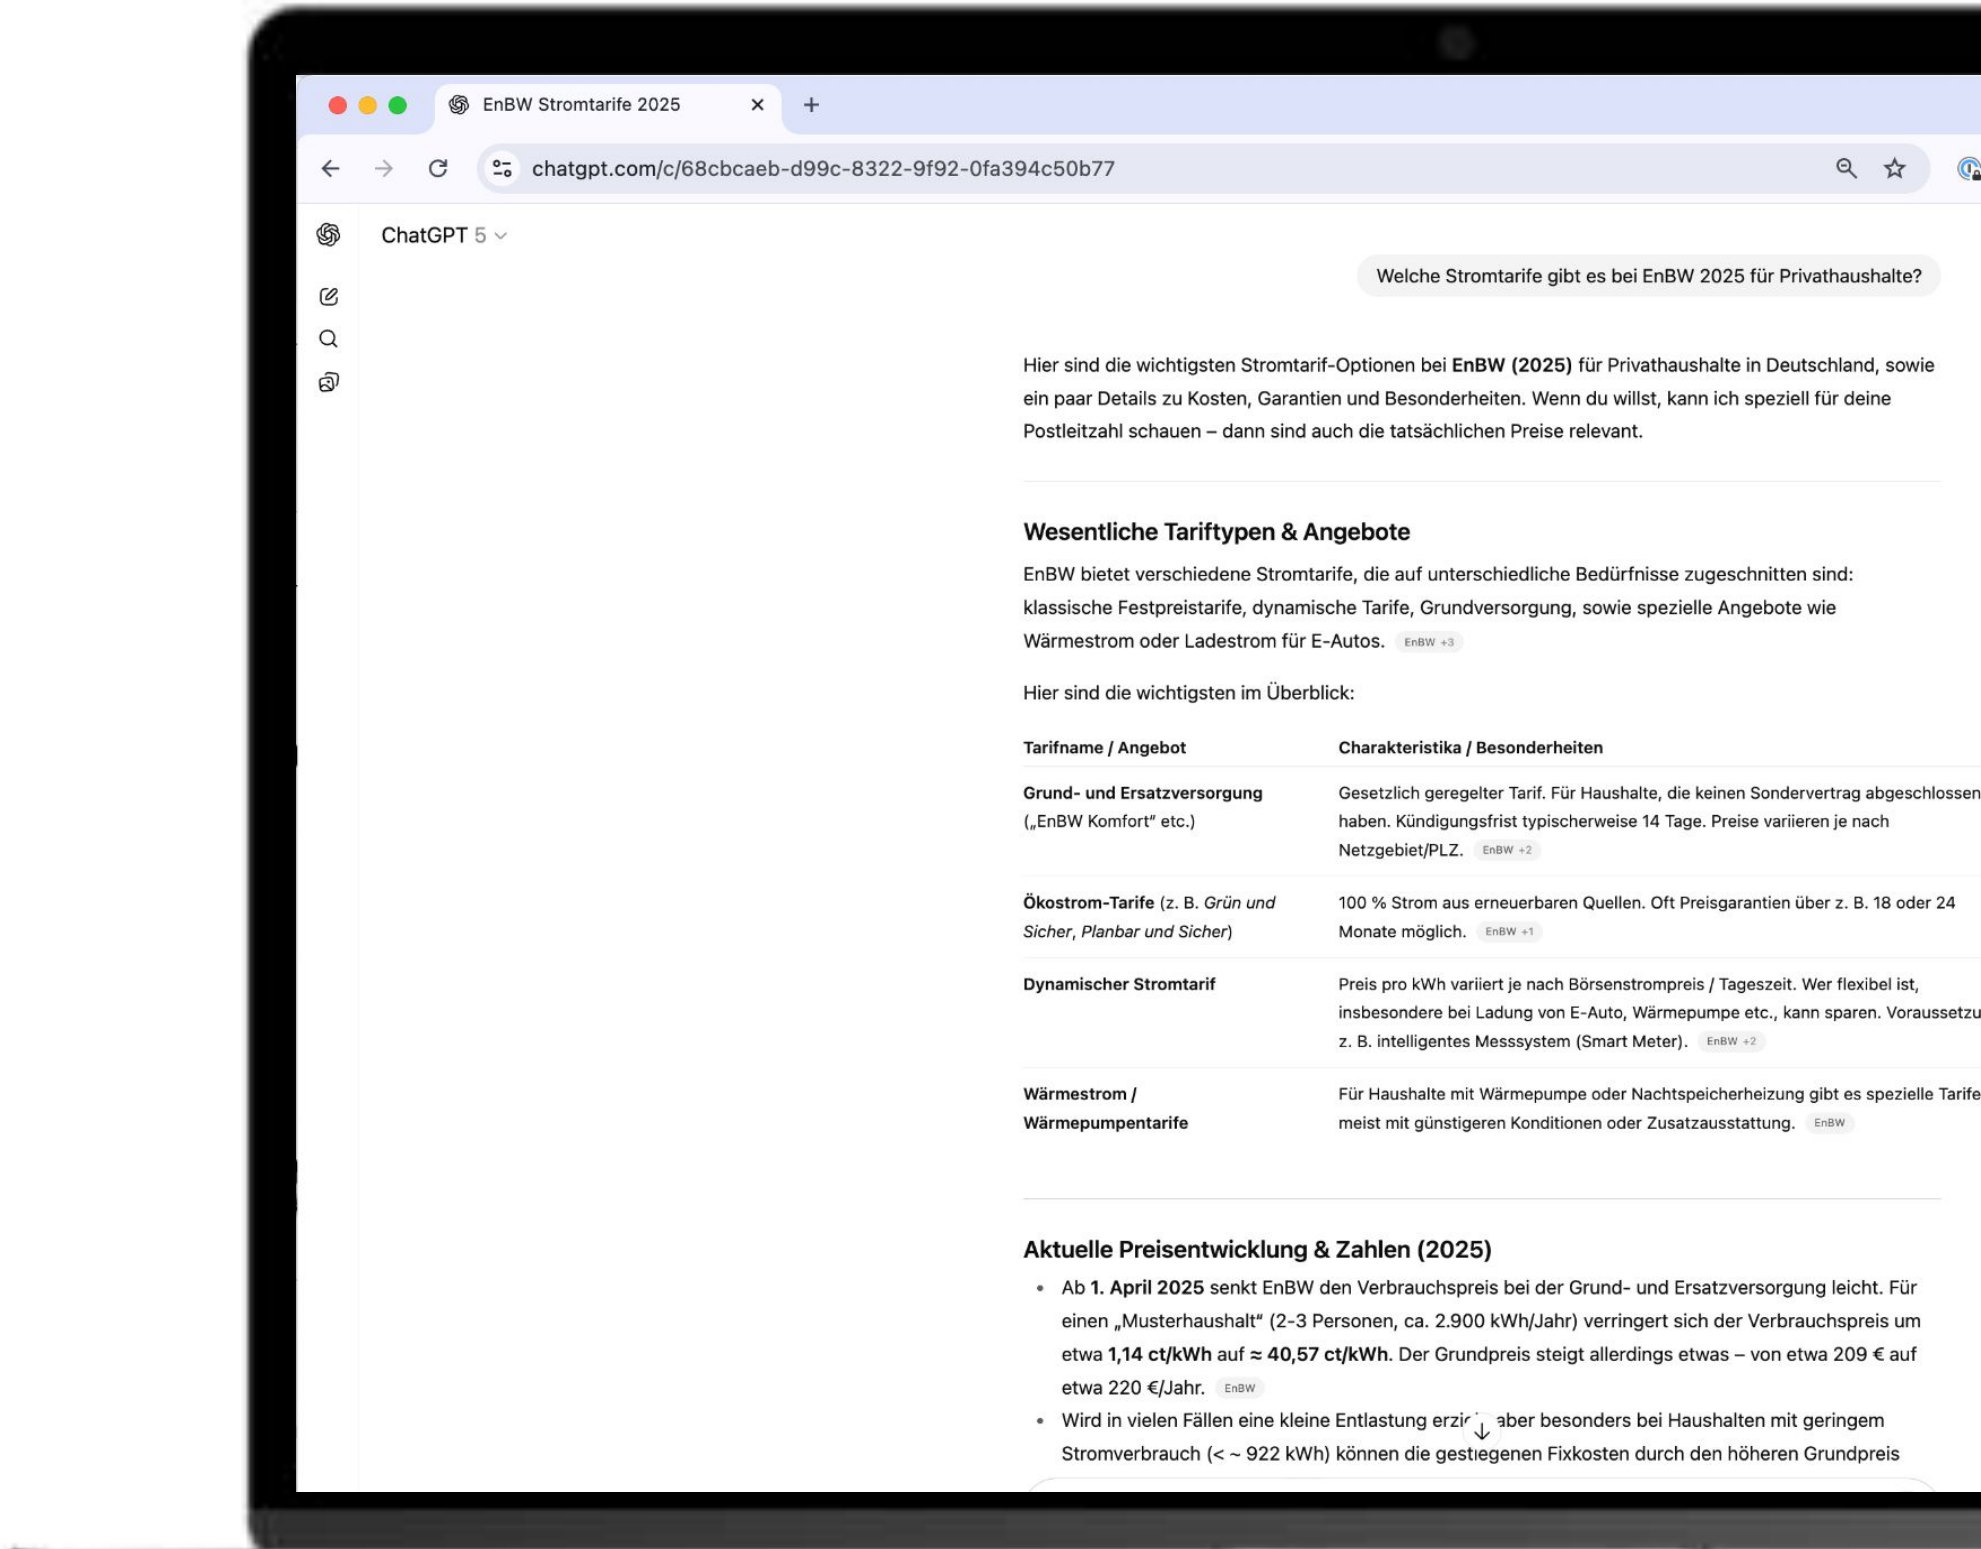 EnBW Stromtarife 2025
chatgpt.com/c/68cbcaeb-d99c-8322-9f92-0fa394c50b77
ChatGPT 5
Welche Stromtarife gibt es bei EnBW 2025 für Privathaushalte?
Hier sind die wichtigsten Stromtarif-Optionen bei EnBW (2025) für Privathaushalte in Deutschland, sowie
ein paar Details zu Kosten, Garantien und Besonderheiten. Wenn du willst, kann ich speziell für deine
Postleitzahl schauen – dann sind auch die tatsächlichen Preise relevant.
Wesentliche Tariftypen & Angebote
EnBW bietet verschiedene Stromtarife, die auf unterschiedliche Bedürfnisse zugeschnitten sind:
klassische Festpreistarife, dynamische Tarife, Grundversorgung, sowie spezielle Angebote wie
Wärmestrom oder Ladestrom für E-Autos. EnBW +3
Hier sind die wichtigsten im Überblick:
Tarifname / Angebot
Charakteristika / Besonderheiten
Grund- und Ersatzversorgung
(„EnBW Komfort" etc.)
Gesetzlich geregelter Tarif. Für Haushalte, die keinen Sondervertrag abgeschlossen
haben. Kündigungsfrist typischerweise 14 Tage. Preise variieren je nach
Netzgebiet/PLZ. EnBW +2
Ökostrom-Tarife (z. B. Grün und
Sicher, Planbar und Sicher)
100 % Strom aus erneuerbaren Quellen. Oft Preisgarantien über z. B. 18 oder 24
Monate möglich. EnBW +1
Dynamischer Stromtarif
Preis pro kWh variiert je nach Börsenstrompreis / Tageszeit. Wer flexibel ist,
insbesondere bei Ladung von E-Auto, Wärmepumpe etc., kann sparen. Voraussetzu
z. B. intelligentes Messsystem (Smart Meter). EnBW +2
Wärmestrom /
Wärmepumpentarife
Für Haushalte mit Wärmepumpe oder Nachtspeicherheizung gibt es spezielle Tarife
meist mit günstigeren Konditionen oder Zusatzausstattung. EnBW
Aktuelle Preisentwicklung & Zahlen (2025)
• Ab 1. April 2025 senkt EnBW den Verbrauchspreis bei der Grund- und Ersatzversorgung leicht. Für
einen „Musterhaushalt" (2-3 Personen, ca. 2.900 kWh/Jahr) verringert sich der Verbrauchspreis um
etwa 1,14 ct/kWh auf ≈ 40,57 ct/kWh. Der Grundpreis steigt allerdings etwas – von etwa 209 € auf
etwa 220 €/Jahr. EnBW
• Wird in vielen Fällen eine kleine Entlastung aber besonders bei Haushalten mit geringem
Stromverbrauch (< ~ 922 kWh) können die gestiegenen Fixkosten durch den höheren Grundpreis